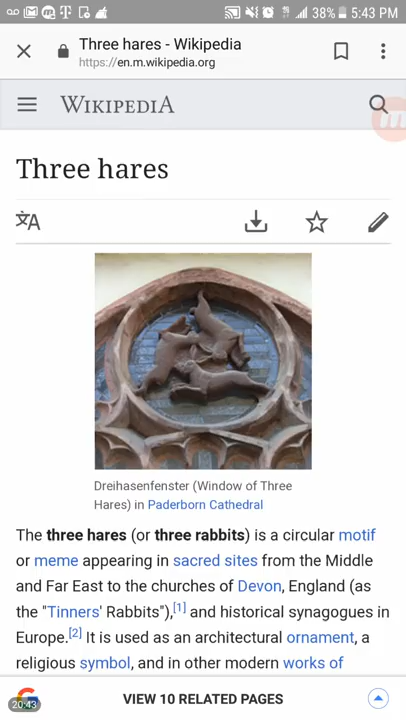 38% 5:43 PM
Three hares - Wikipedia
https://en.m.wikipedia.org
WIKIPEDIA
Three hares
文A
Dreihasenfenster (Window of Three
Hares) in Paderborn Cathedral
The three hares (or three rabbits) is a circular motif
or meme appearing in sacred sites from the Middle
and Far East to the churches of Devon, England (as
the "Tinners' Rabbits"),[1] and historical synagogues in
Europe.[2] It is used as an architectural ornament, a
religious symbol, and in other modern works of
VIEW 10 RELATED PAGES
20:43